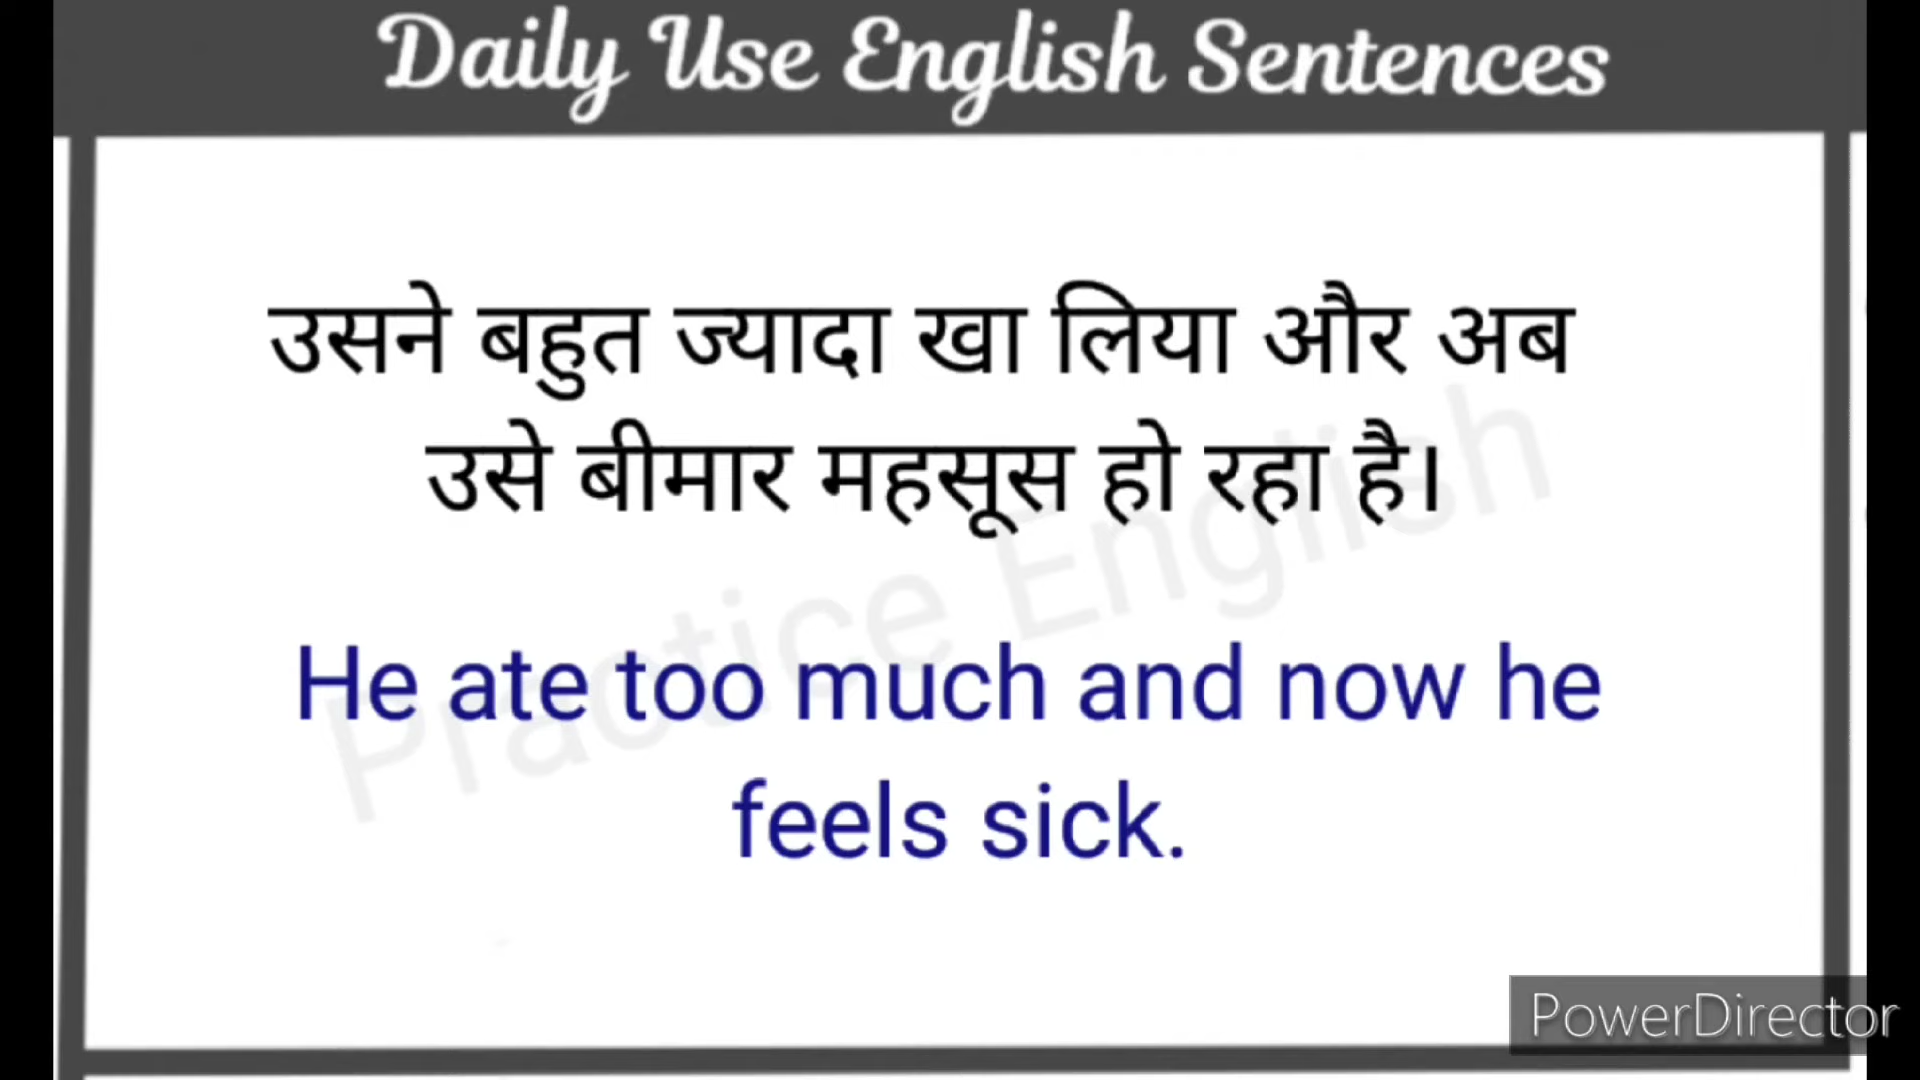 Daily Use English Sentences
उसने बहुत ज्यादा खा लिया और अब
उसे बीमार महसूस हो रहा है।
Practice English
He ate too much and now he
feels sick.
PowerDirector